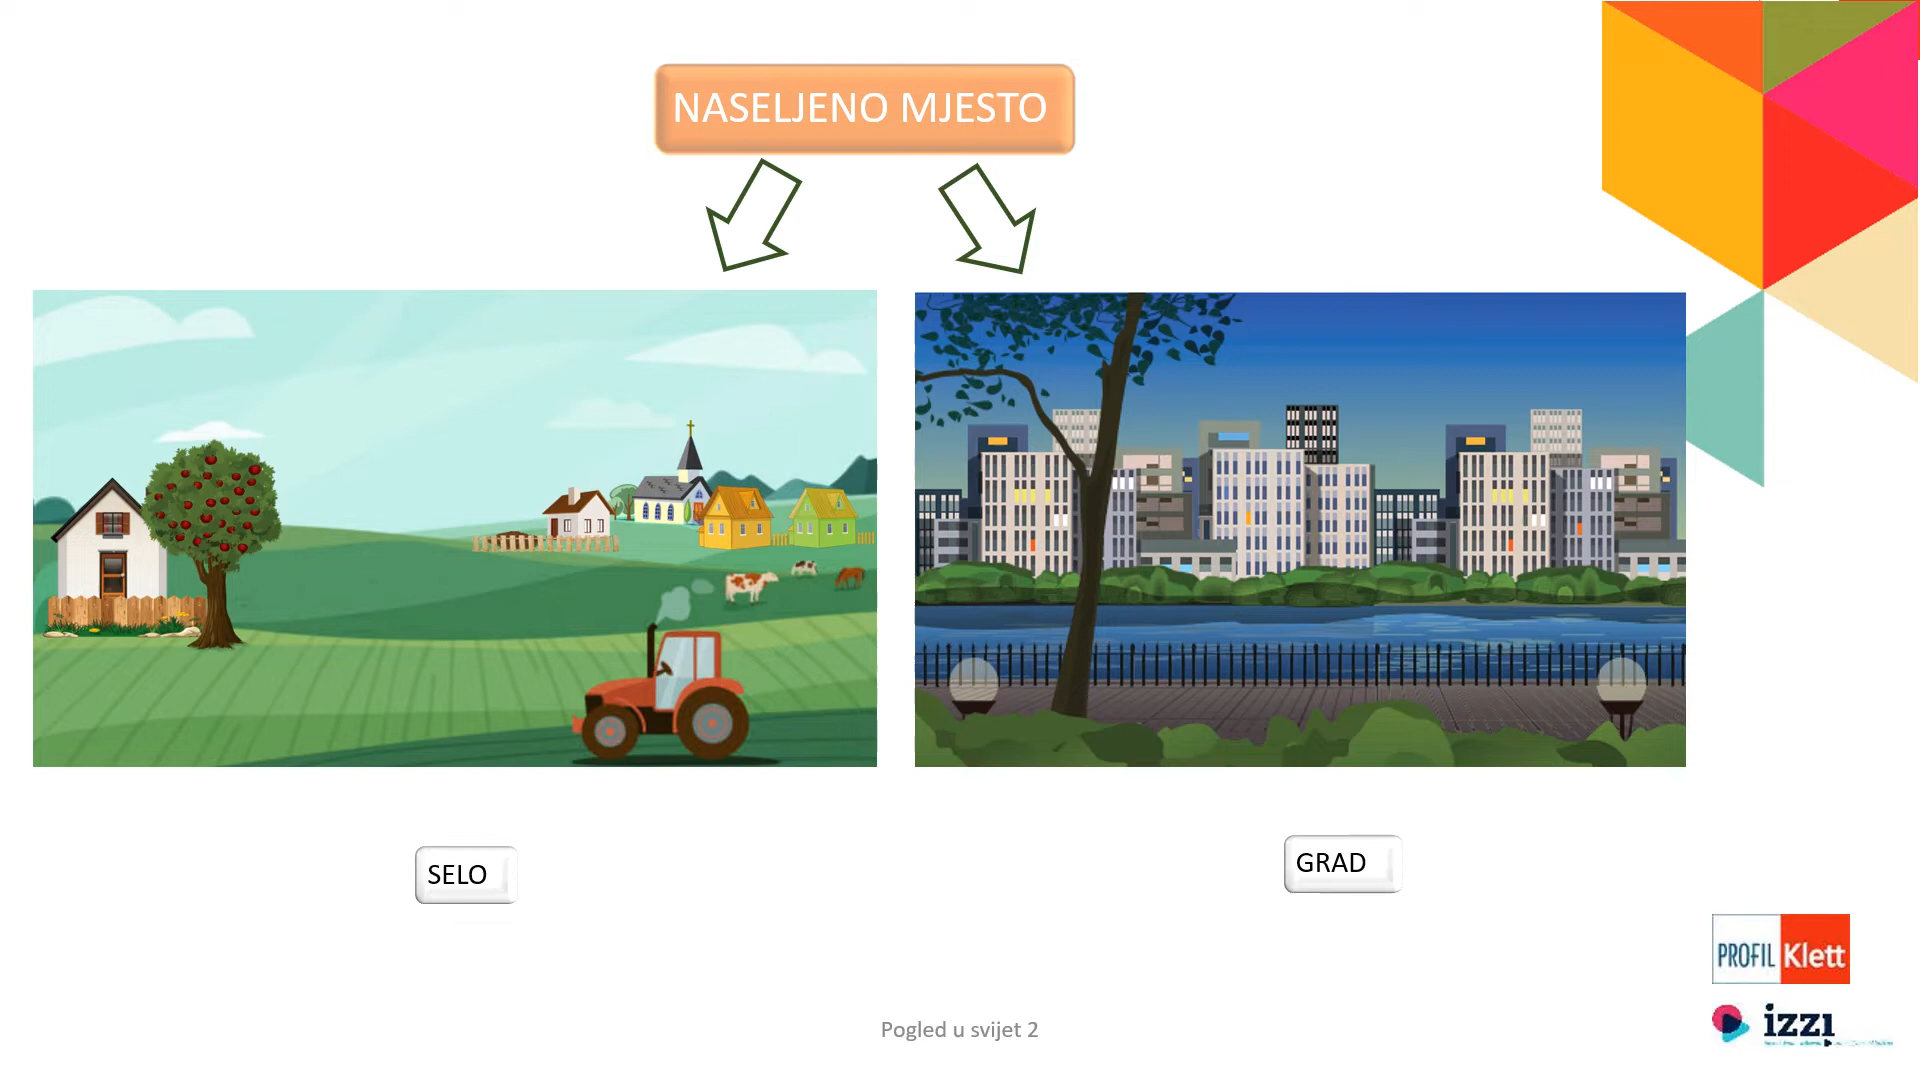 NASELJENO MJESTO
SELO
GRAD
PROFIL Klett
izzi
Pogled u svijet 2